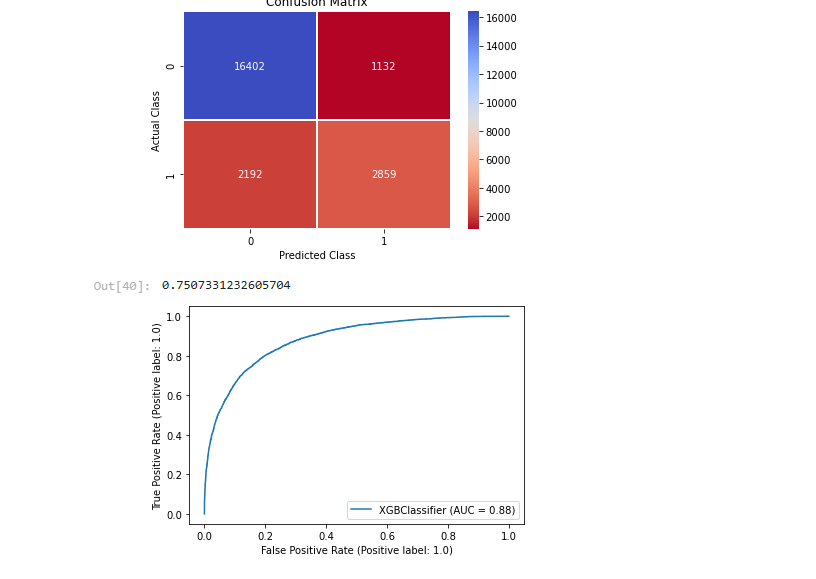 Confusion Matrix
16000
14000
12000
10000
8000
6000
4000
2000
Actual Class
0
1
16402 1132
2192 2859
0 1
Predicted Class
Out[40]: 0.7507331232605704
True Positive Rate (Positive label: 1.0)
1.0
0.8
0.6
0.4
0.2
0.0
XGBClassifier (AUC = 0.88)
0.0 0.2 0.4 0.6 0.8 1.0
False Positive Rate (Positive label: 1.0)